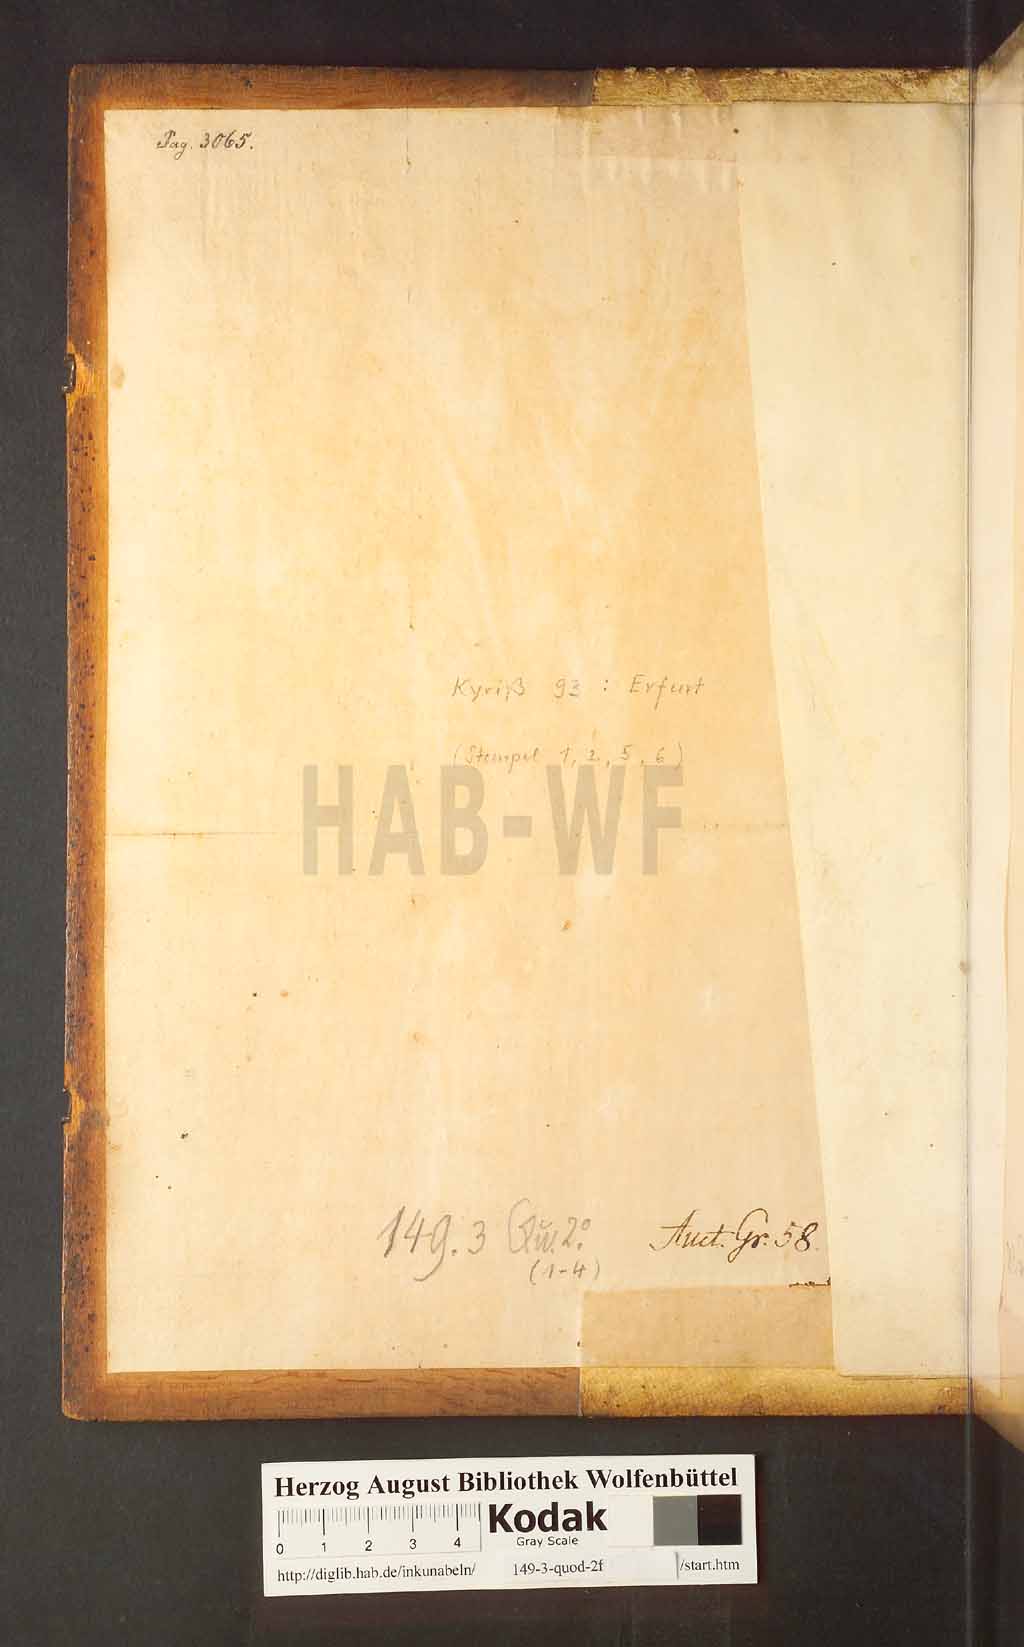 Pag. 3065.
Kyriß 93 : Erfurt
(Stempel 1, 2, 5, 6)
HAB-WF
149.3 Qu. 2°
(1-4)
Aut. Gr. 58.
Herzog August Bibliothek Wolfenbüttel
0 1 2 3 4
Kodak
Gray Scale
http://diglib.hab.de/inkunabeln/ 149-3-quod-2f /start.htm